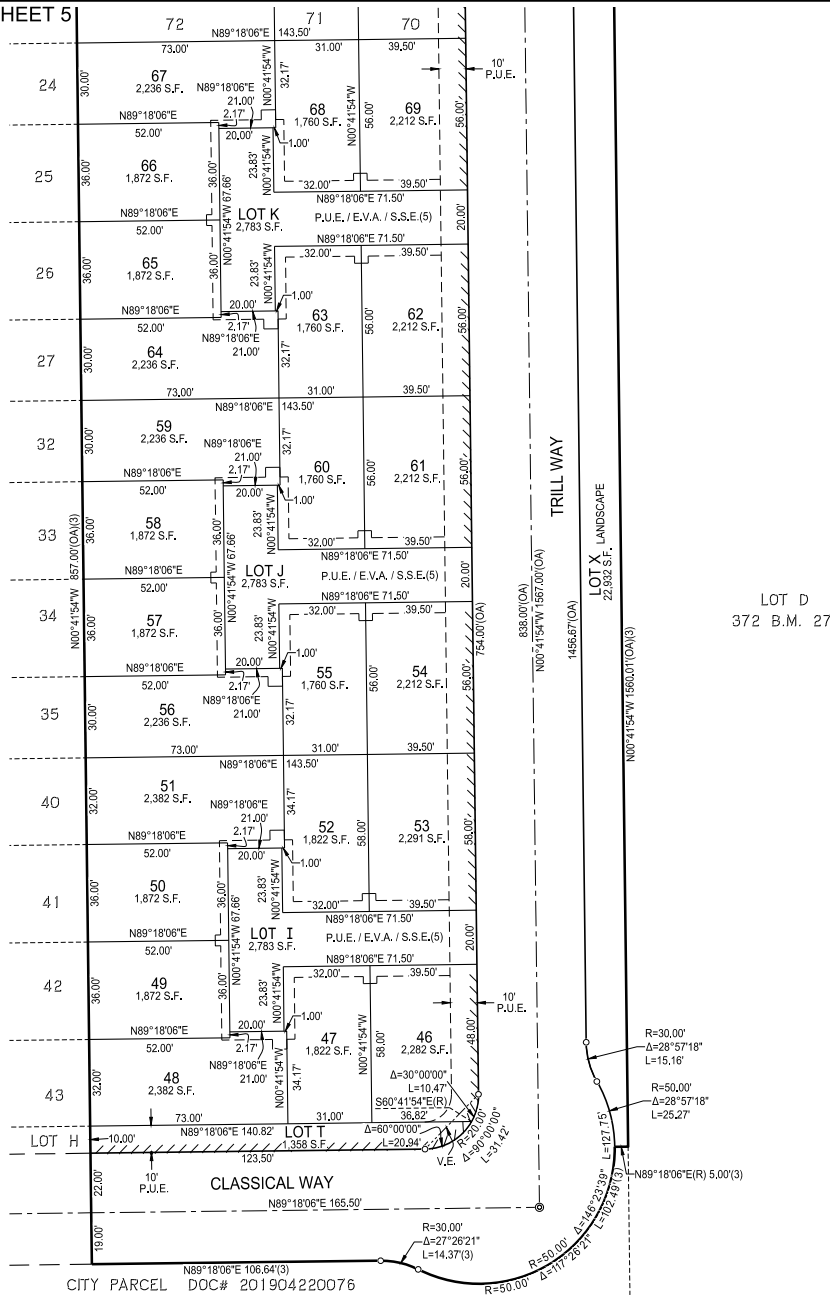 HEET 5
72
71
70
N89°18'06"E 143.50'
73.00'
31.00'
39.50'
24
30.00'
67
2,236 S.F.
N89°18'06"E
21.00'
2.17'
20.00'
N00°41'54"W
32.17'
68
1,760 S.F.
N00°41'54"W
56.00'
69
2,212 S.F.
56.00'
10'
P.U.E.
N89°18'06"E
52.00'
1.00'
25
36.00'
66
1,872 S.F.
36.00'
N00°41'54"W 67.66'
23.83'
N00°41'54"W
32.00'
39.50'
N89°18'06"E 71.50'
LOT K
2,783 S.F.
P.U.E. / E.V.A. / S.S.E.(5)
20.00'
N89°18'06"E
52.00'
N89°18'06"E 71.50'
26
36.00'
65
1,872 S.F.
36.00'
23.83'
N00°41'54"W
32.00'
39.50'
N89°18'06"E
52.00'
20.00'
2.17'
1.00'
N89°18'06"E
21.00'
63
1,760 S.F.
56.00'
62
2,212 S.F.
56.00'
27
30.00'
64
2,236 S.F.
32.17'
73.00'
31.00'
39.50'
N89°18'06"E 143.50'
32
30.00'
59
2,236 S.F.
N89°18'06"E
21.00'
2.17'
20.00'
32.17'
60
1,760 S.F.
56.00'
61
2,212 S.F.
56.00'
N89°18'06"E
52.00'
1.00'
33
36.00'
58
1,872 S.F.
36.00'
N00°41'54"W 67.66'
23.83'
N00°41'54"W
32.00'
39.50'
N89°18'06"E 71.50'
N00°41'54"W 857.00'(OA)(3)
N89°18'06"E
52.00'
LOT J
2,783 S.F.
P.U.E. / E.V.A. / S.S.E.(5)
20.00'
N89°18'06"E 71.50'
34
36.00'
57
1,872 S.F.
36.00'
23.83'
N00°41'54"W
32.00'
39.50'
N89°18'06"E
52.00'
20.00'
2.17'
1.00'
N89°18'06"E
21.00'
55
1,760 S.F.
56.00'
54
2,212 S.F.
56.00'
35
30.00'
56
2,236 S.F.
32.17'
73.00'
31.00'
39.50'
N89°18'06"E 143.50'
754.00'(OA)
838.00'(OA)
N00°41'54"W 1567.00'(OA)
TRILL WAY
1456.67'(OA)
LOT X LANDSCAPE
22,932 S.F.
N00°41'54"W 1560.01'(OA)(3)
LOT D
372 B.M. 27
40
32.00'
51
2,382 S.F.
N89°18'06"E
21.00'
2.17'
20.00'
34.17'
52
1,822 S.F.
58.00'
53
2,291 S.F.
58.00'
N89°18'06"E
52.00'
1.00'
41
36.00'
50
1,872 S.F.
36.00'
N00°41'54"W 67.66'
23.83'
N00°41'54"W
32.00'
39.50'
N89°18'06"E 71.50'
52.00'
LOT I
2,783 S.F.
P.U.E. / E.V.A. / S.S.E.(5)
20.00'
N89°18'06"E 71.50'
42
36.00'
49
1,872 S.F.
36.00'
23.83'
N00°41'54"W
32.00'
39.50'
10'
P.U.E.
N89°18'06"E
52.00'
20.00'
2.17'
1.00'
N89°18'06"E
21.00'
47
1,822 S.F.
N00°41'54"W
58.00'
46
2,282 S.F.
48.00'
43
32.00'
48
2,382 S.F.
34.17'
Δ=30°00'00"
L=10.47'
S60°41'54"E(R)
73.00'
31.00'
36.82'
N89°18'06"E 140.82'
LOT H
10.00'
LOT T
1,358 S.F.
Δ=60°00'00"
L=20.94'
V.E.
R=20.00'
Δ=90°00'00"
L=31.42'
123.50'
10'
P.U.E.
CLASSICAL WAY
22.00'
N89°18'06"E 165.50'
19.00'
R=30.00'
Δ=28°57'18"
L=15.16'
R=50.00'
Δ=28°57'18"
L=25.27'
N89°18'06"E(R) 5.00'(3)
L=127.75'
Δ=146°23'39"
R=50.00'
L=102.49'(3)
Δ=117°26'21"
R=50.00'
R=30.00'
Δ=27°26'21"
L=14.37'(3)
N89°18'06"E 106.64'(3)
CITY PARCEL DOC# 201904220076